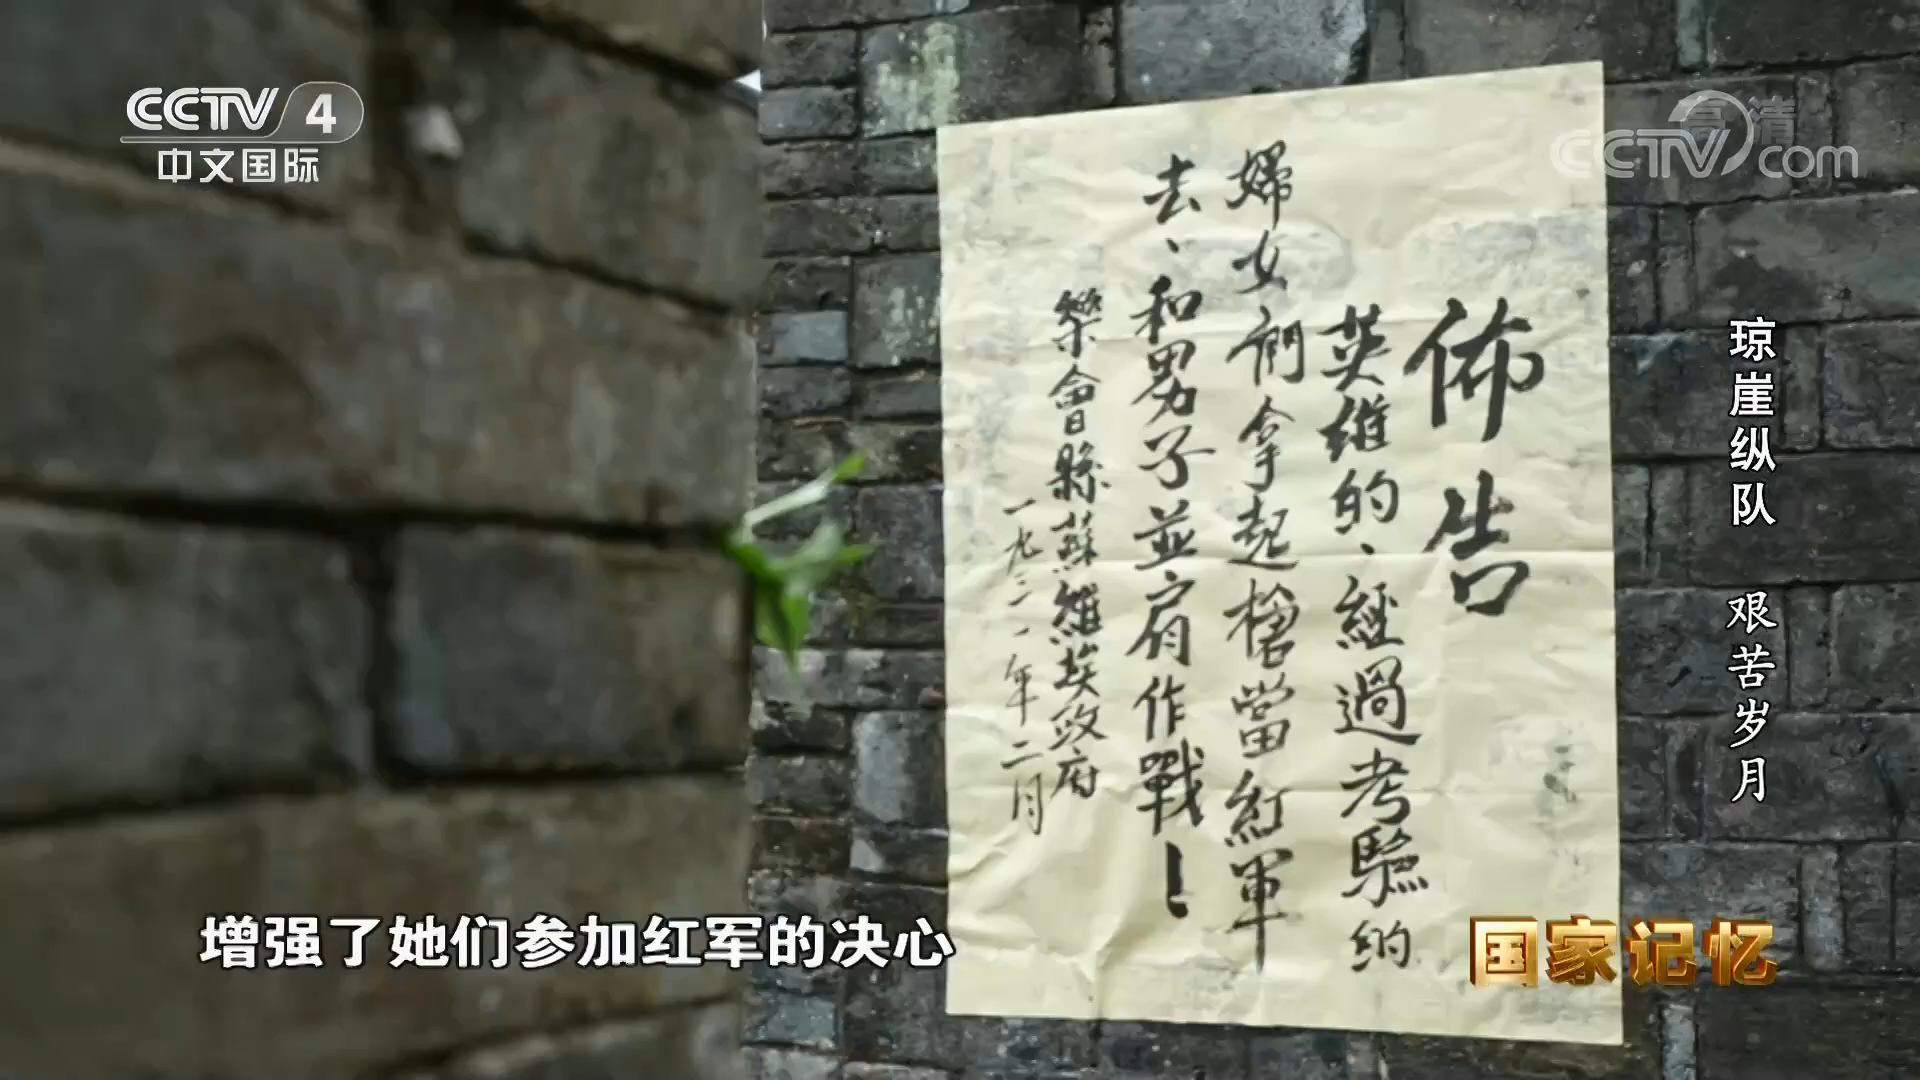 CCTV 4
中文国际
高清
CCTV com
佈告
英雄的、經過考驗的
婦女們拿起槍當紅軍
去、和男子並肩作戰!
樂會縣蘇維埃政府
一九三一年二月
琼崖纵队 艰苦岁月
增强了她们参加红军的决心
国家记忆